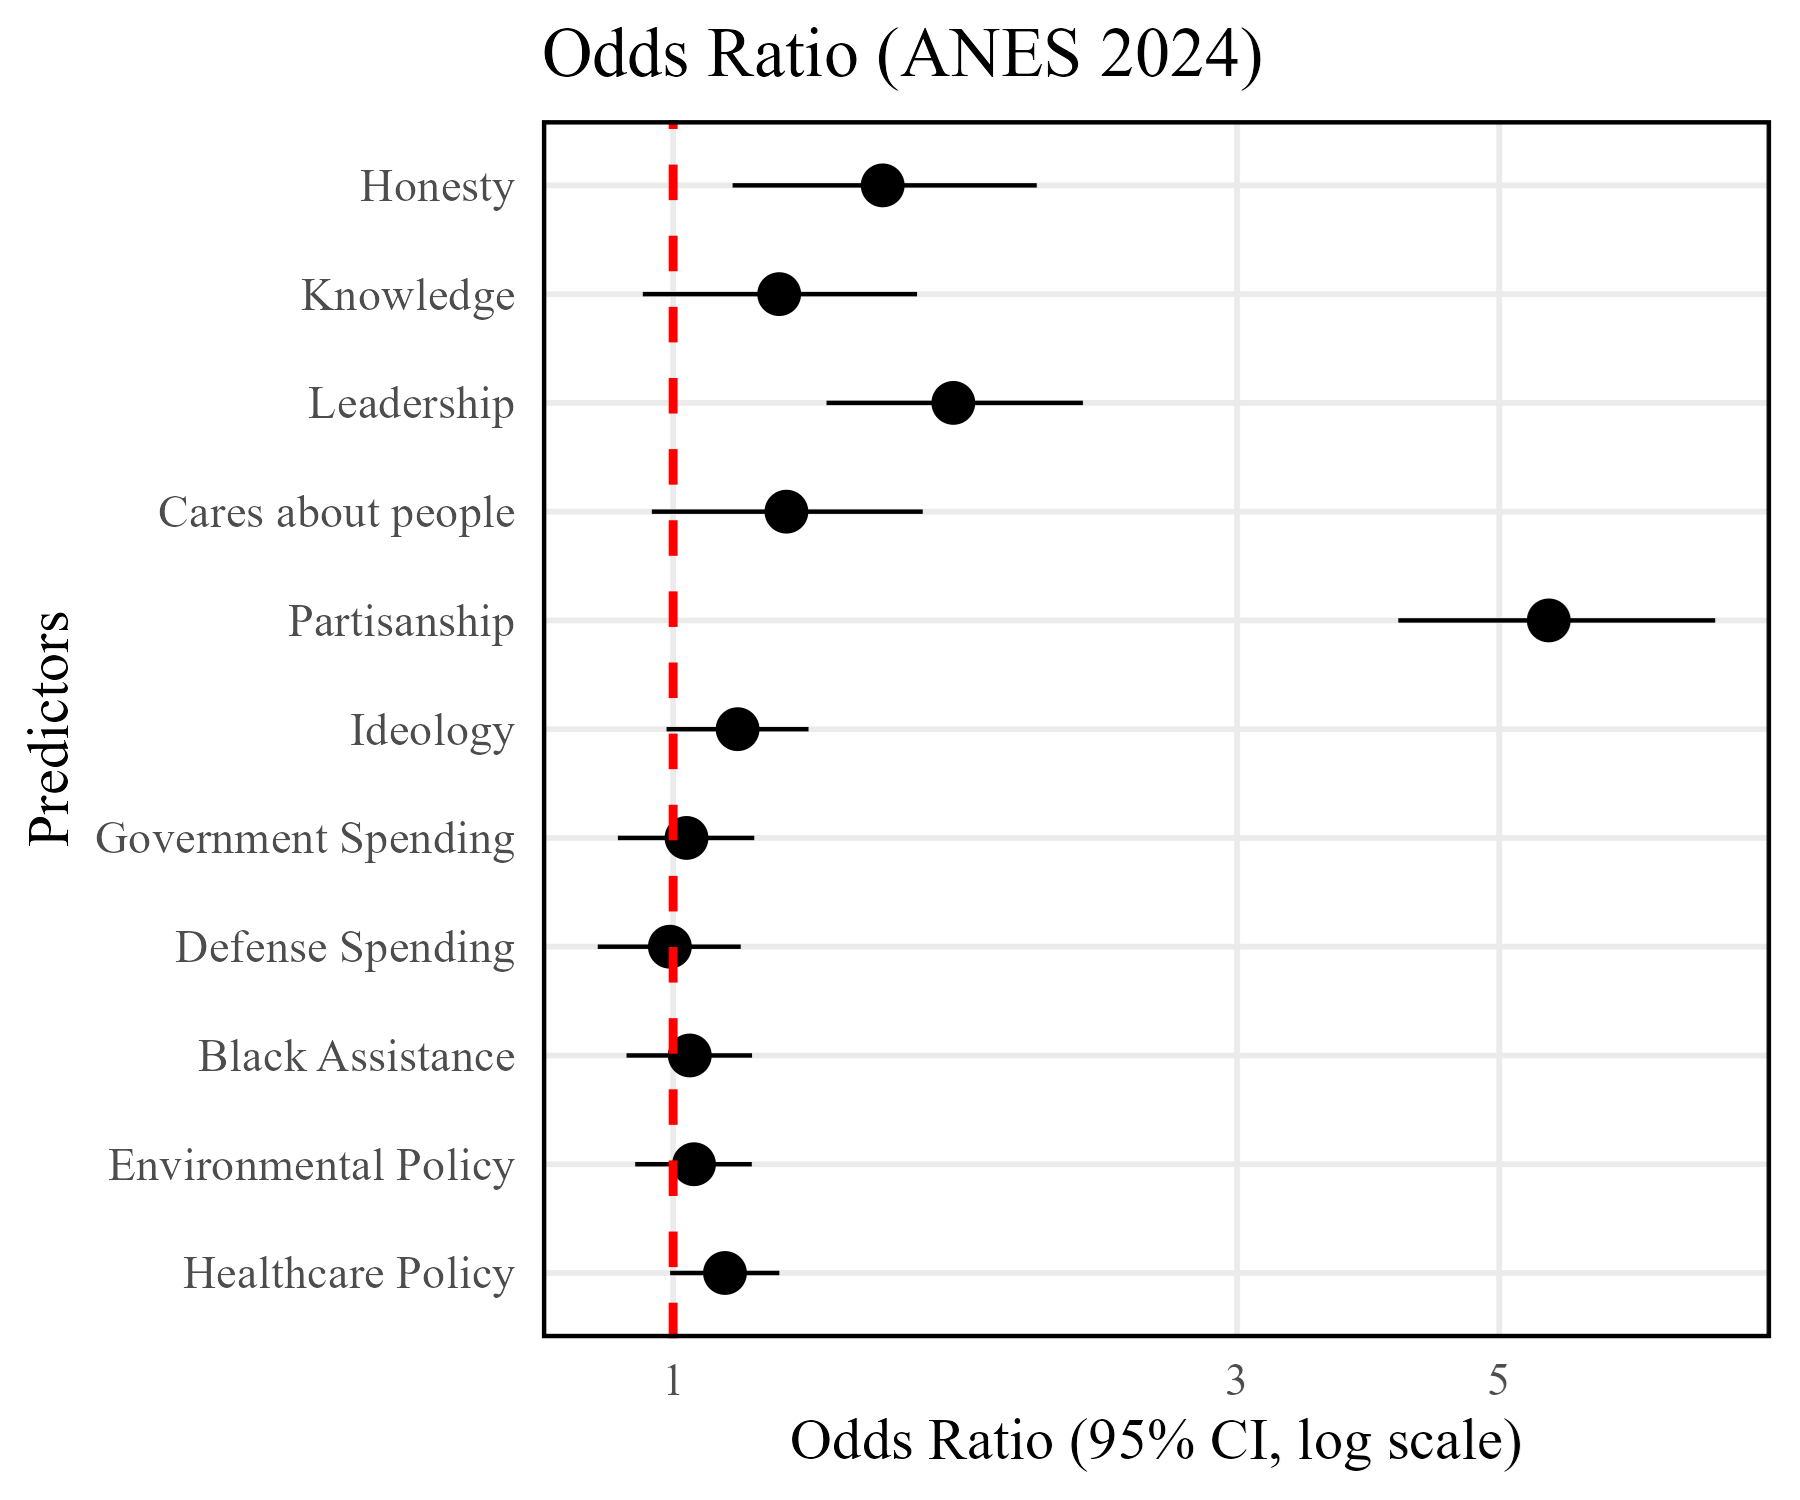 Odds Ratio (ANES 2024)
Predictors
Honesty
Knowledge
Leadership
Cares about people
Partisanship
Ideology
Government Spending
Defense Spending
Black Assistance
Environmental Policy
Healthcare Policy
1 3 5
Odds Ratio (95% CI, log scale)